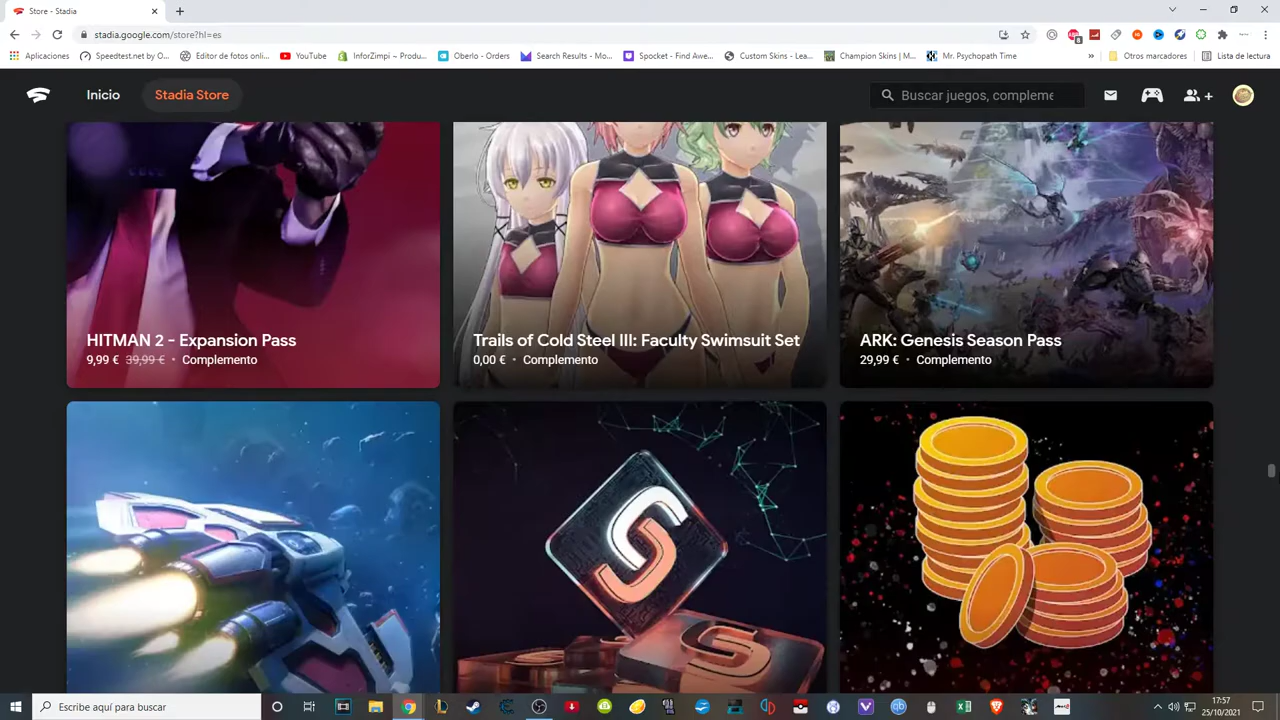 Store - Stadia
stadia.google.com/store?hl=es
Aplicaciones
Speedtest.net by O...
Editor de fotos onli...
YouTube
InforZimpi – Produ...
Oberlo - Orders
Search Results - Mo...
Spocket - Find Awe...
Custom Skins - Lea...
Champion Skins | M...
Mr. Psychopath Time
»
Otros marcadores
Lista de lectura
Inicio
Stadia Store
Buscar juegos, compleme
HITMAN 2 - Expansion Pass
9,99 € 39,99 € • Complemento
Trails of Cold Steel III: Faculty Swimsuit Set
0,00 € • Complemento
ARK: Genesis Season Pass
29,99 € • Complemento
Escribe aquí para buscar
17:57
25/10/2021